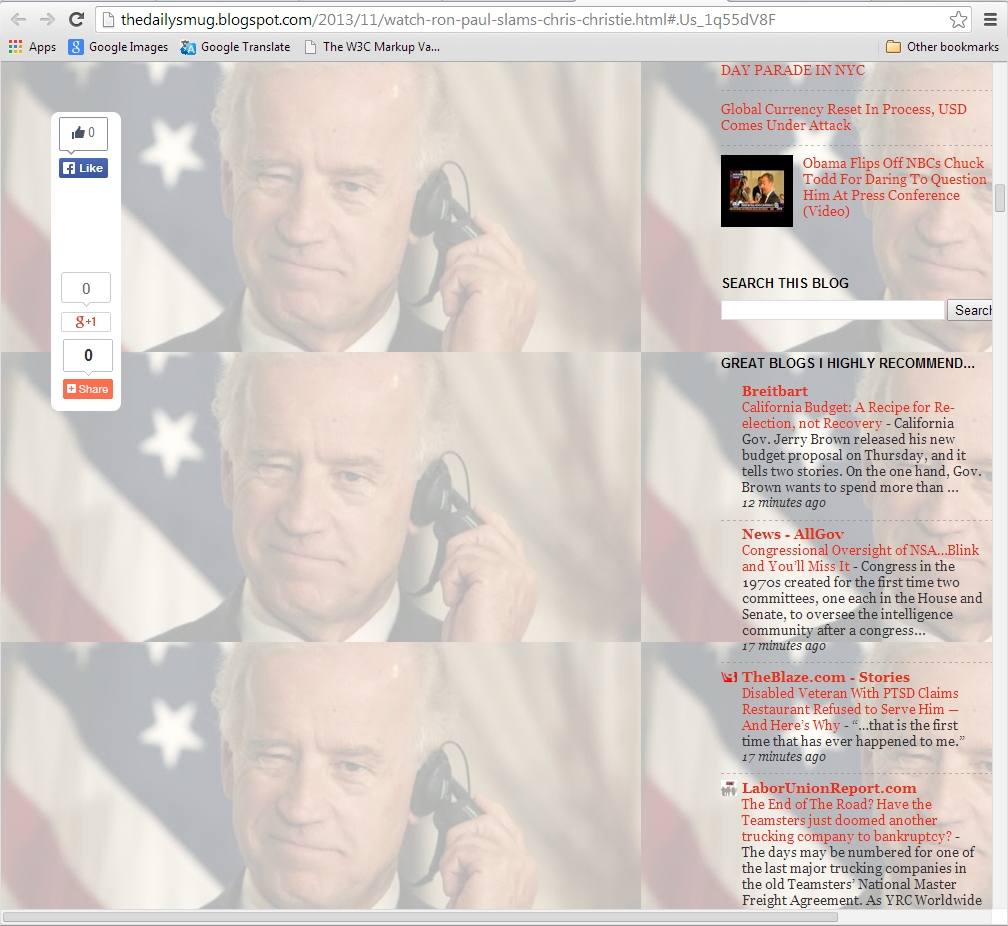 thedailysmug.blogspot.com/2013/11/watch-ron-paul-slams-chris-christie.html#.Us_1q55dV8F
Apps Google Images Google Translate The W3C Markup Va... Other bookmarks
0
Like
0
g+1
0
Share
DAY PARADE IN NYC
Global Currency Reset In Process, USD
Comes Under Attack
Obama Flips Off NBCs Chuck
Todd For Daring To Question
Him At Press Conference
(Video)
SEARCH THIS BLOG
Search
GREAT BLOGS I HIGHLY RECOMMEND...
Breitbart
California Budget: A Recipe for Re-
election, not Recovery - California
Gov. Jerry Brown released his new
budget proposal on Thursday, and it
tells two stories. On the one hand, Gov.
Brown wants to spend more than ...
12 minutes ago
News - AllGov
Congressional Oversight of NSA...Blink
and You'll Miss It - Congress in the
1970s created for the first time two
committees, one each in the House and
Senate, to oversee the intelligence
community after a congress...
17 minutes ago
TheBlaze.com - Stories
Disabled Veteran With PTSD Claims
Restaurant Refused to Serve Him —
And Here's Why - “...that is the first
time that has ever happened to me.”
17 minutes ago
LaborUnionReport.com
The End of The Road? Have the
Teamsters just doomed another
trucking company to bankruptcy? -
The days may be numbered for one of
the last major trucking companies in
the old Teamsters' National Master
Freight Agreement. As YRC Worldwide